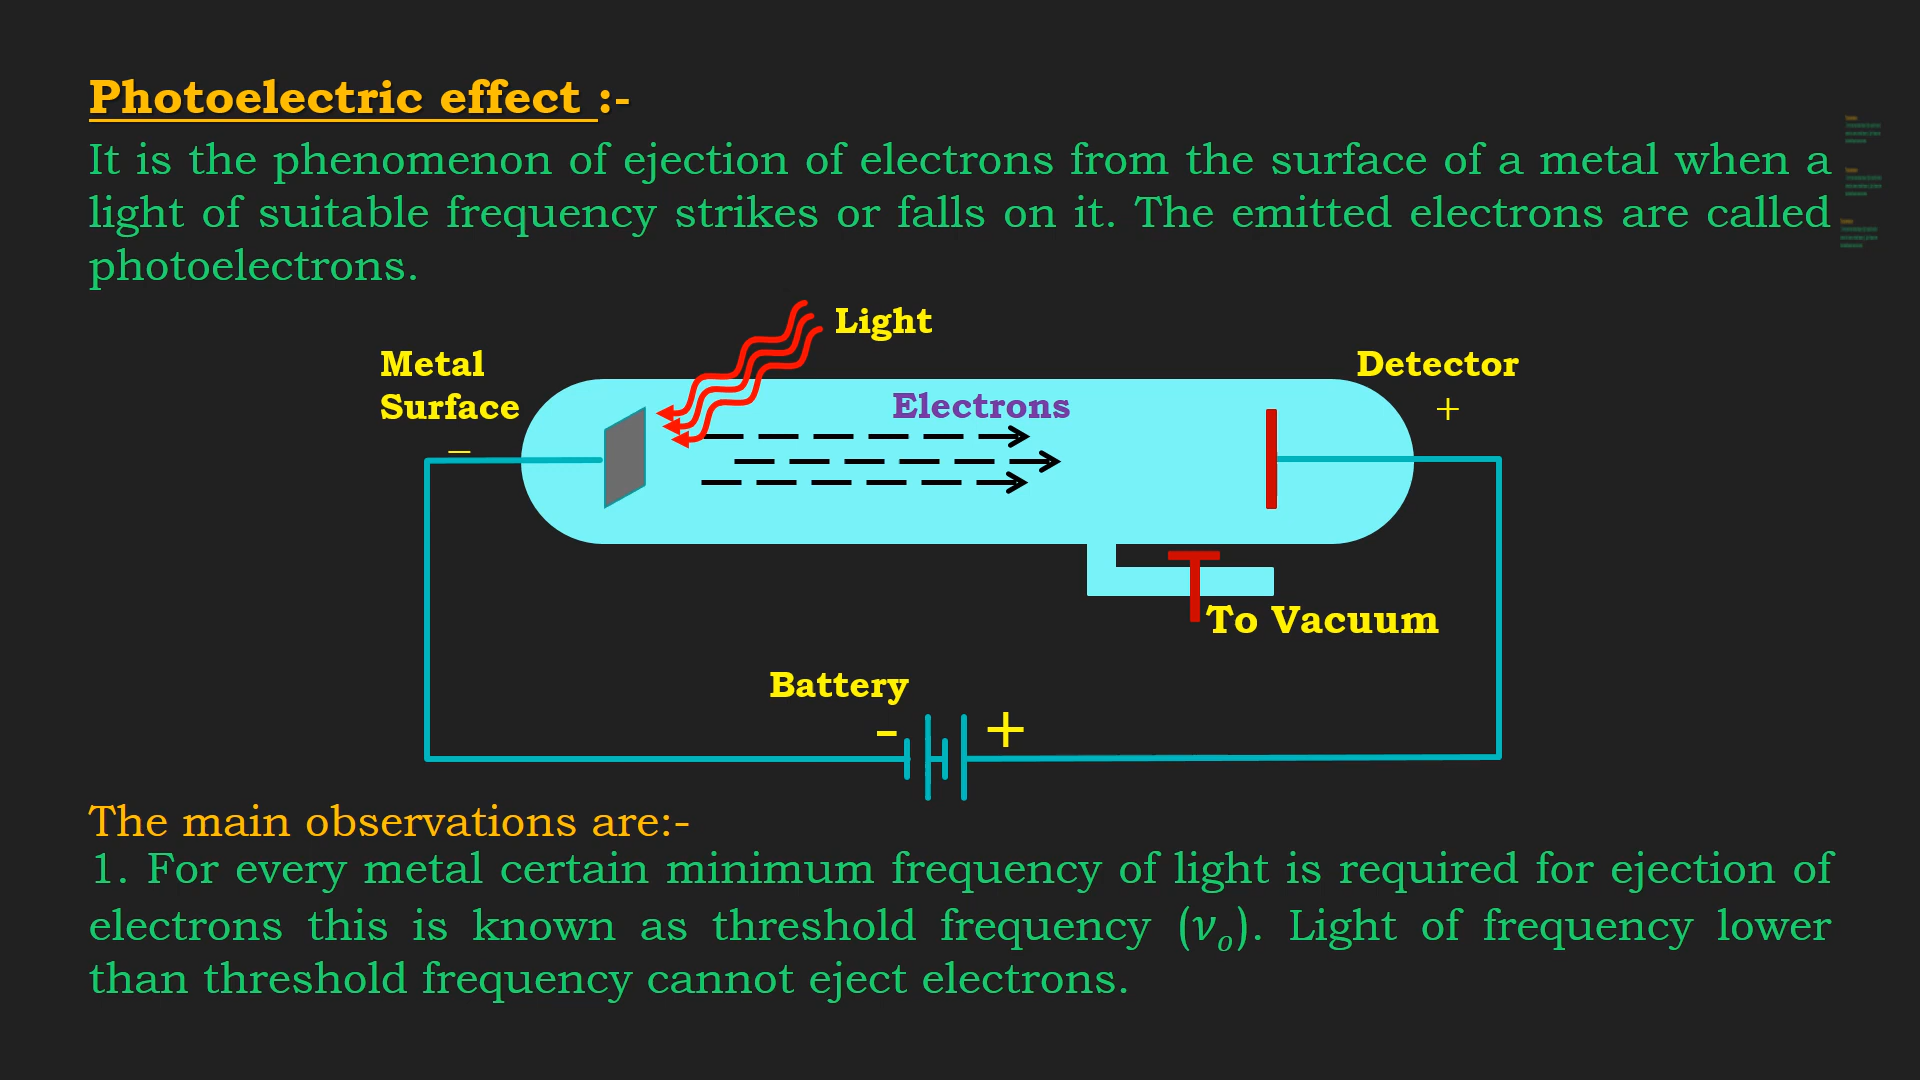 Photoelectric effect :-
It is the phenomenon of ejection of electrons from the surface of a metal when a
light of suitable frequency strikes or falls on it. The emitted electrons are called
photoelectrons.
Light
Metal
Surface
–
Detector
+
Electrons
To Vacuum
Battery
- +
The main observations are:-
1. For every metal certain minimum frequency of light is required for ejection of
electrons this is known as threshold frequency (ν₀). Light of frequency lower
than threshold frequency cannot eject electrons.